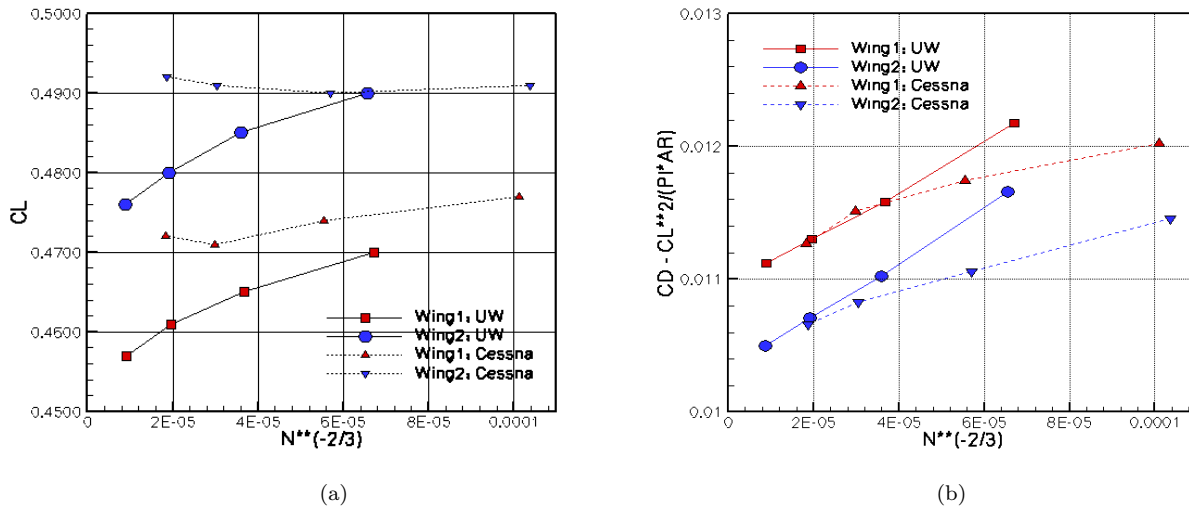 0.5000
0.4900
0.4800
0.4700
0.4600
0.4500
CL
Wing1: UW
Wing2: UW
Wing1: Cessna
Wing2: Cessna
0
2E-05
4E-05
6E-05
8E-05
0.0001
N**(-2/3)
(a)
0.013
0.012
0.011
0.01
CD - CL**2/(PI*AR)
Wing1: UW
Wing2: UW
Wing1: Cessna
Wing2: Cessna
0
2E-05
4E-05
6E-05
8E-05
0.0001
N**(-2/3)
(b)